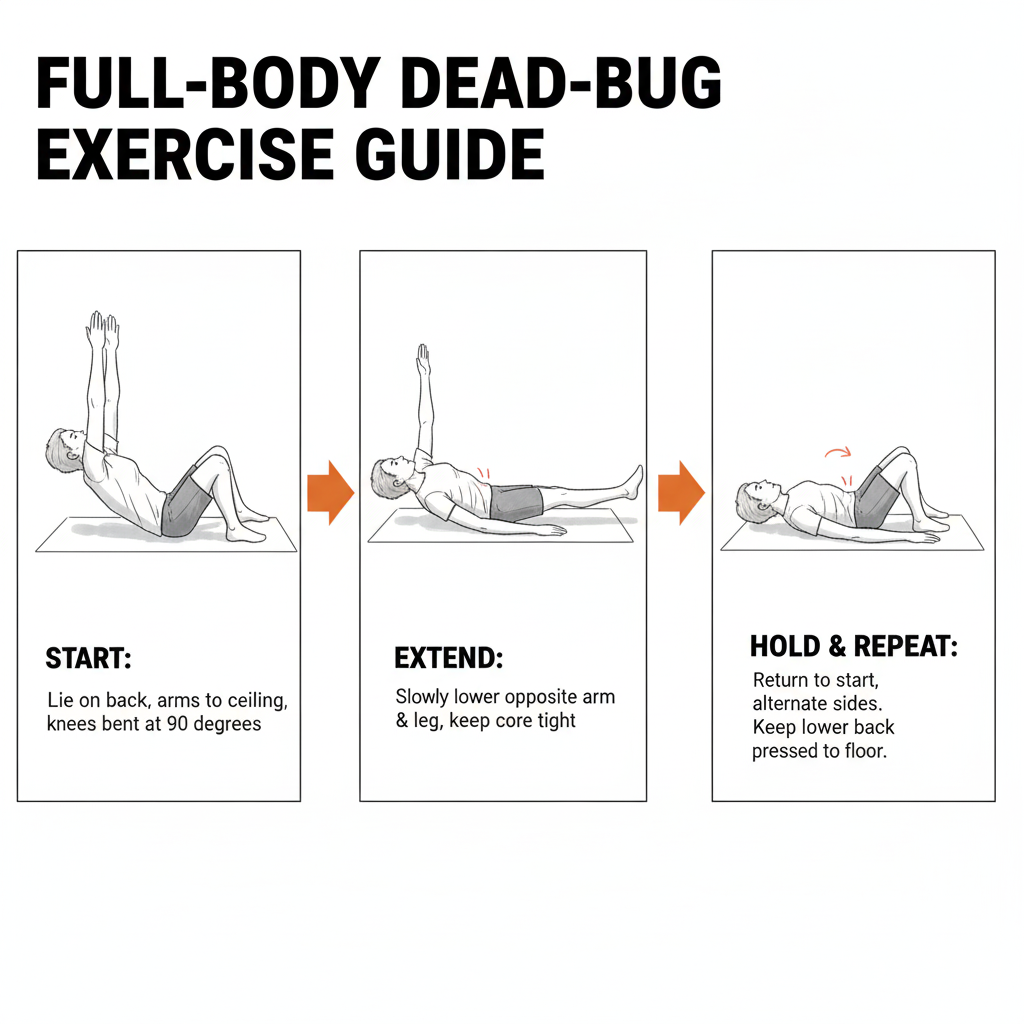 FULL-BODY DEAD-BUG
EXERCISE GUIDE
START:
Lie on back, arms to ceiling,
knees bent at 90 degrees
EXTEND:
Slowly lower opposite arm
& leg, keep core tight
HOLD & REPEAT:
Return to start,
alternate sides.
Keep lower back
pressed to floor.